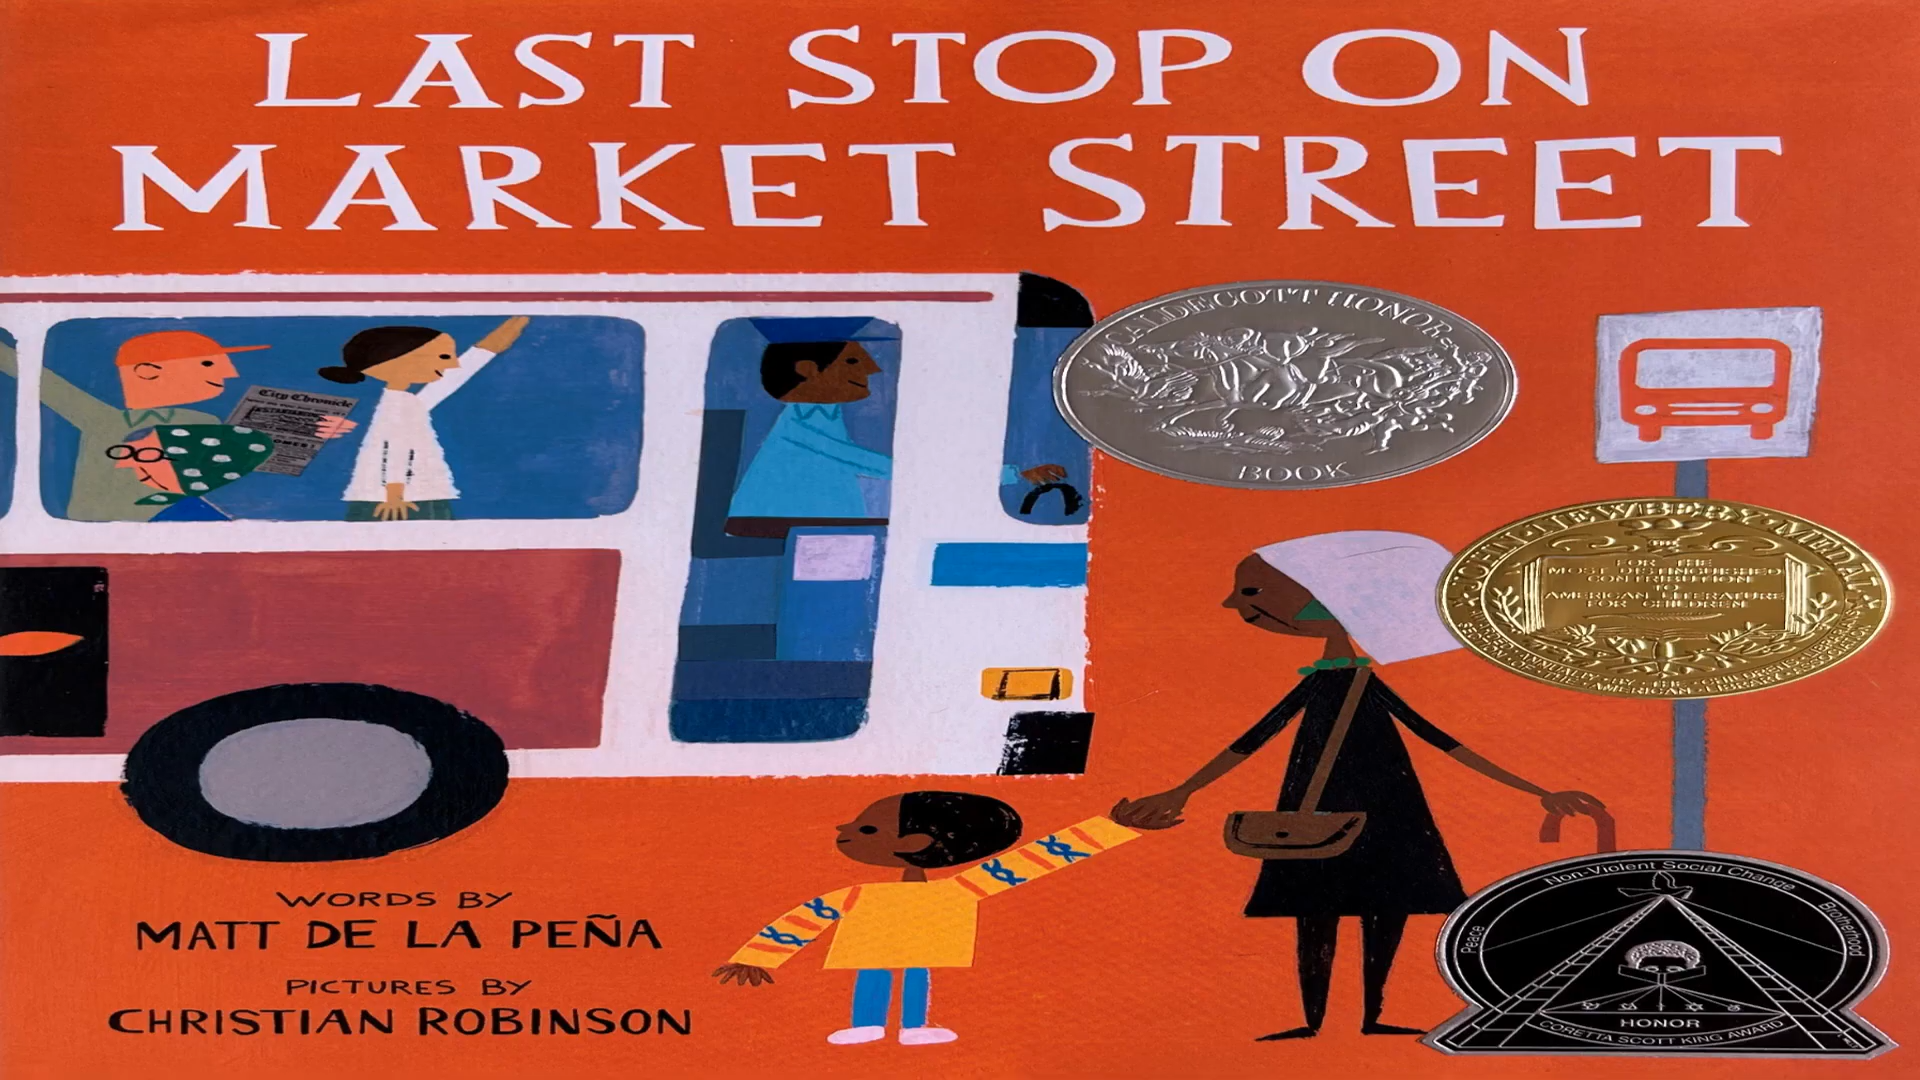 LAST STOP ON
MARKET STREET
CALDECOTT HONOR
BOOK
City Chronicle
JOHN NEWBERY MEDAL
FOR THE
MOST DISTINGUISHED
CONTRIBUTION
TO
AMERICAN LITERATURE
FOR CHILDREN
WORDS BY
MATT DE LA PEÑA
PICTURES BY
CHRISTIAN ROBINSON
Non-Violent Social Change
Peace
Brotherhood
HONOR
CORETTA SCOTT KING AWARD